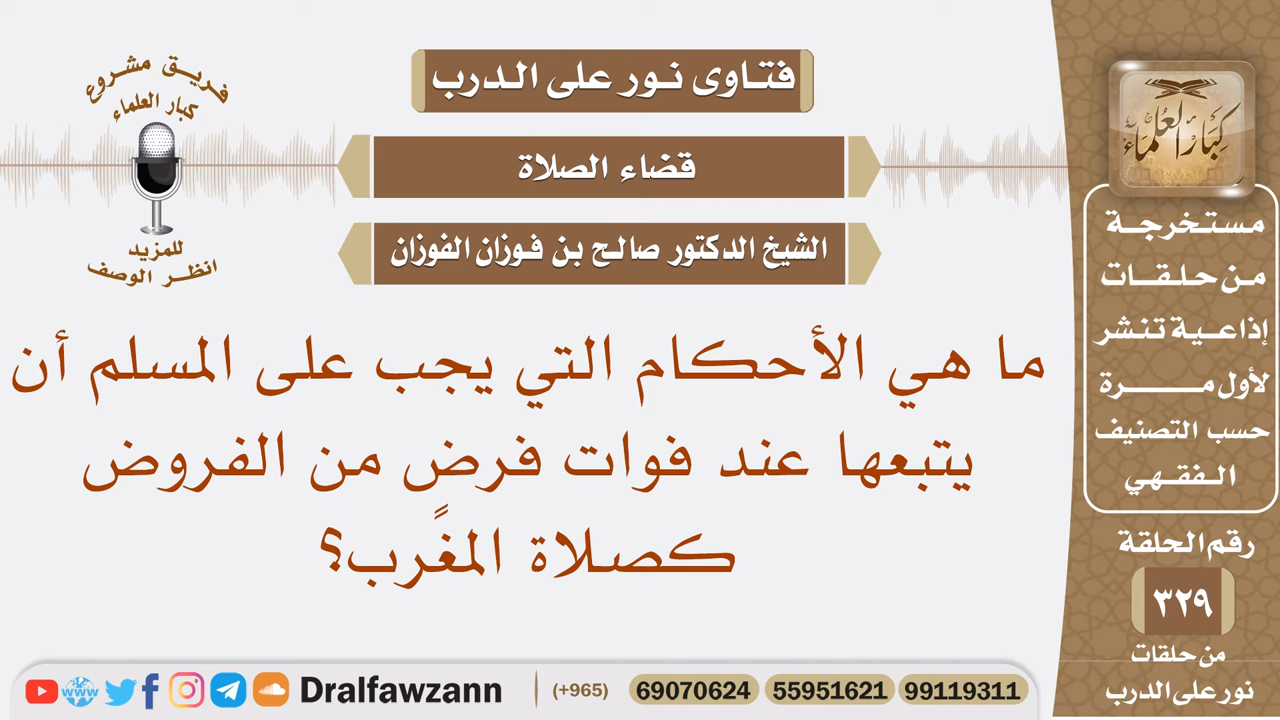 فتاوى نور على الدرب
قضاء الصلاة
الشيخ الدكتور صالح بن فوزان الفوزان
ما هي الأحكام التي يجب على المسلم أن
يتبعها عند فوات فرضٍ من الفروض
كصلاة المغرب؟
فريق مشروع
كبار العلماء
للمزيد
انظر الوصف
كبار العلماء
مستخرجة
من حلقات
إذاعية تنشر
لأول مرة
حسب التصنيف
الفقهي
رقم الحلقة
٣٢٩
من حلقات
نور على الدرب
www Dralfawzann (+965) 69070624 55951621 99119311